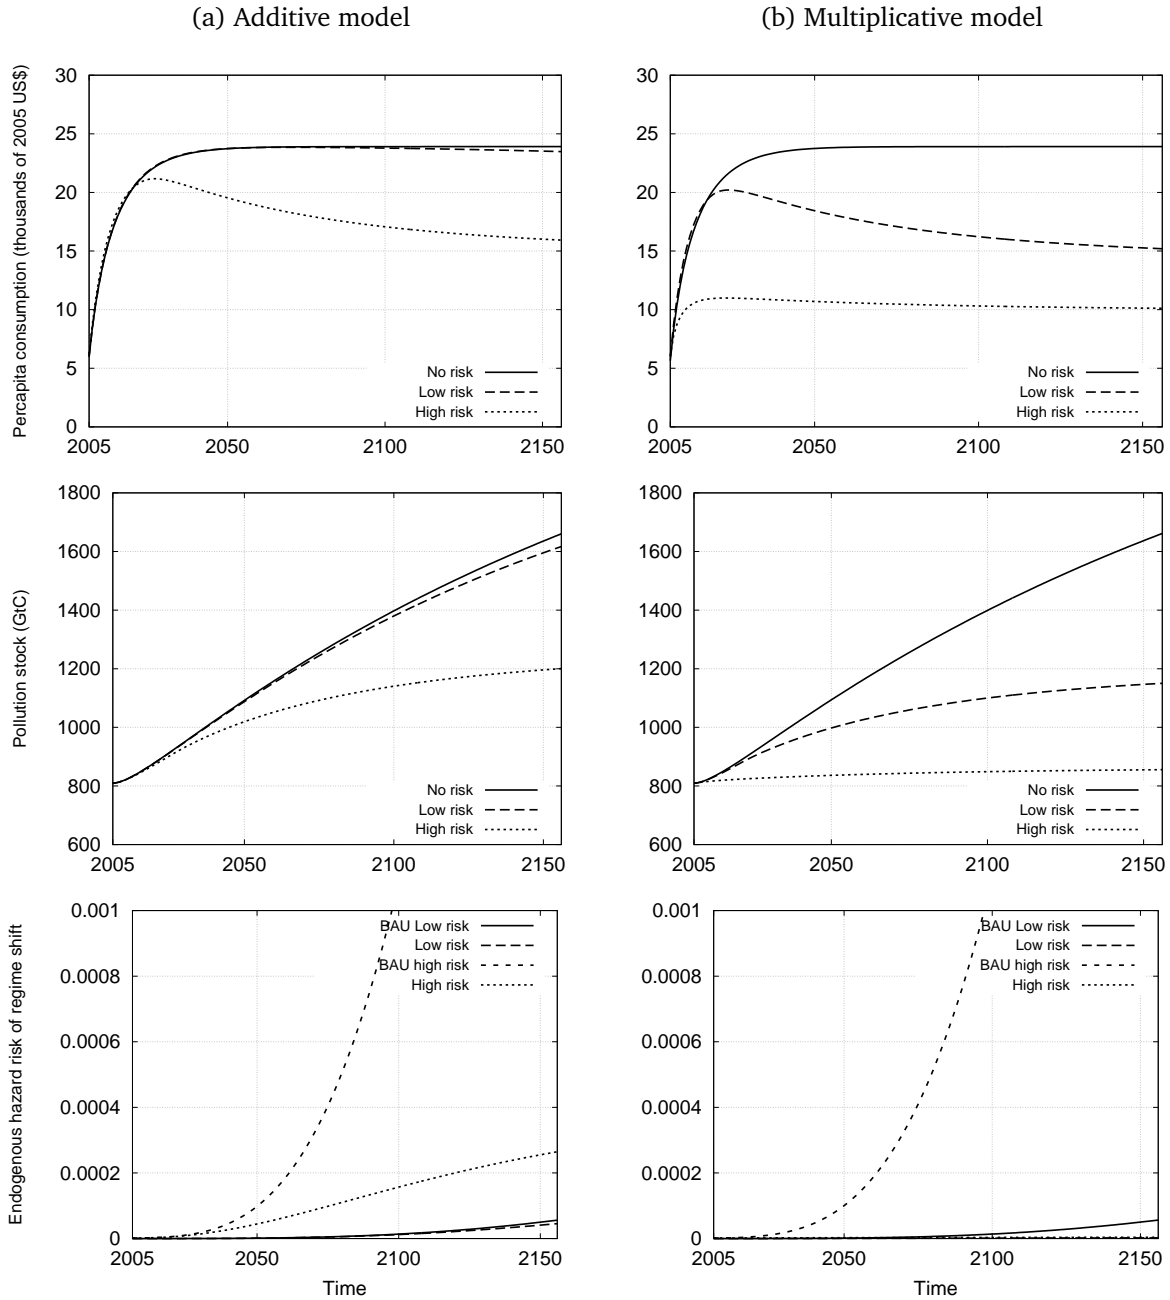 (a) Additive model
(b) Multiplicative model
Percapita consumption (thousands of 2005 US$)
30
25
20
15
10
5
0
2005 2050 2100 2150
No risk
Low risk
High risk
30
25
20
15
10
5
0
2005 2050 2100 2150
No risk
Low risk
High risk
Pollution stock (GtC)
1800
1600
1400
1200
1000
800
600
2005 2050 2100 2150
No risk
Low risk
High risk
1800
1600
1400
1200
1000
800
600
2005 2050 2100 2150
No risk
Low risk
High risk
Endogenous hazard risk of regime shift
0.001
0.0008
0.0006
0.0004
0.0002
0
2005 2050 2100 2150
BAU Low risk
Low risk
BAU high risk
High risk
Time
0.001
0.0008
0.0006
0.0004
0.0002
0
2005 2050 2100 2150
BAU Low risk
Low risk
BAU high risk
High risk
Time